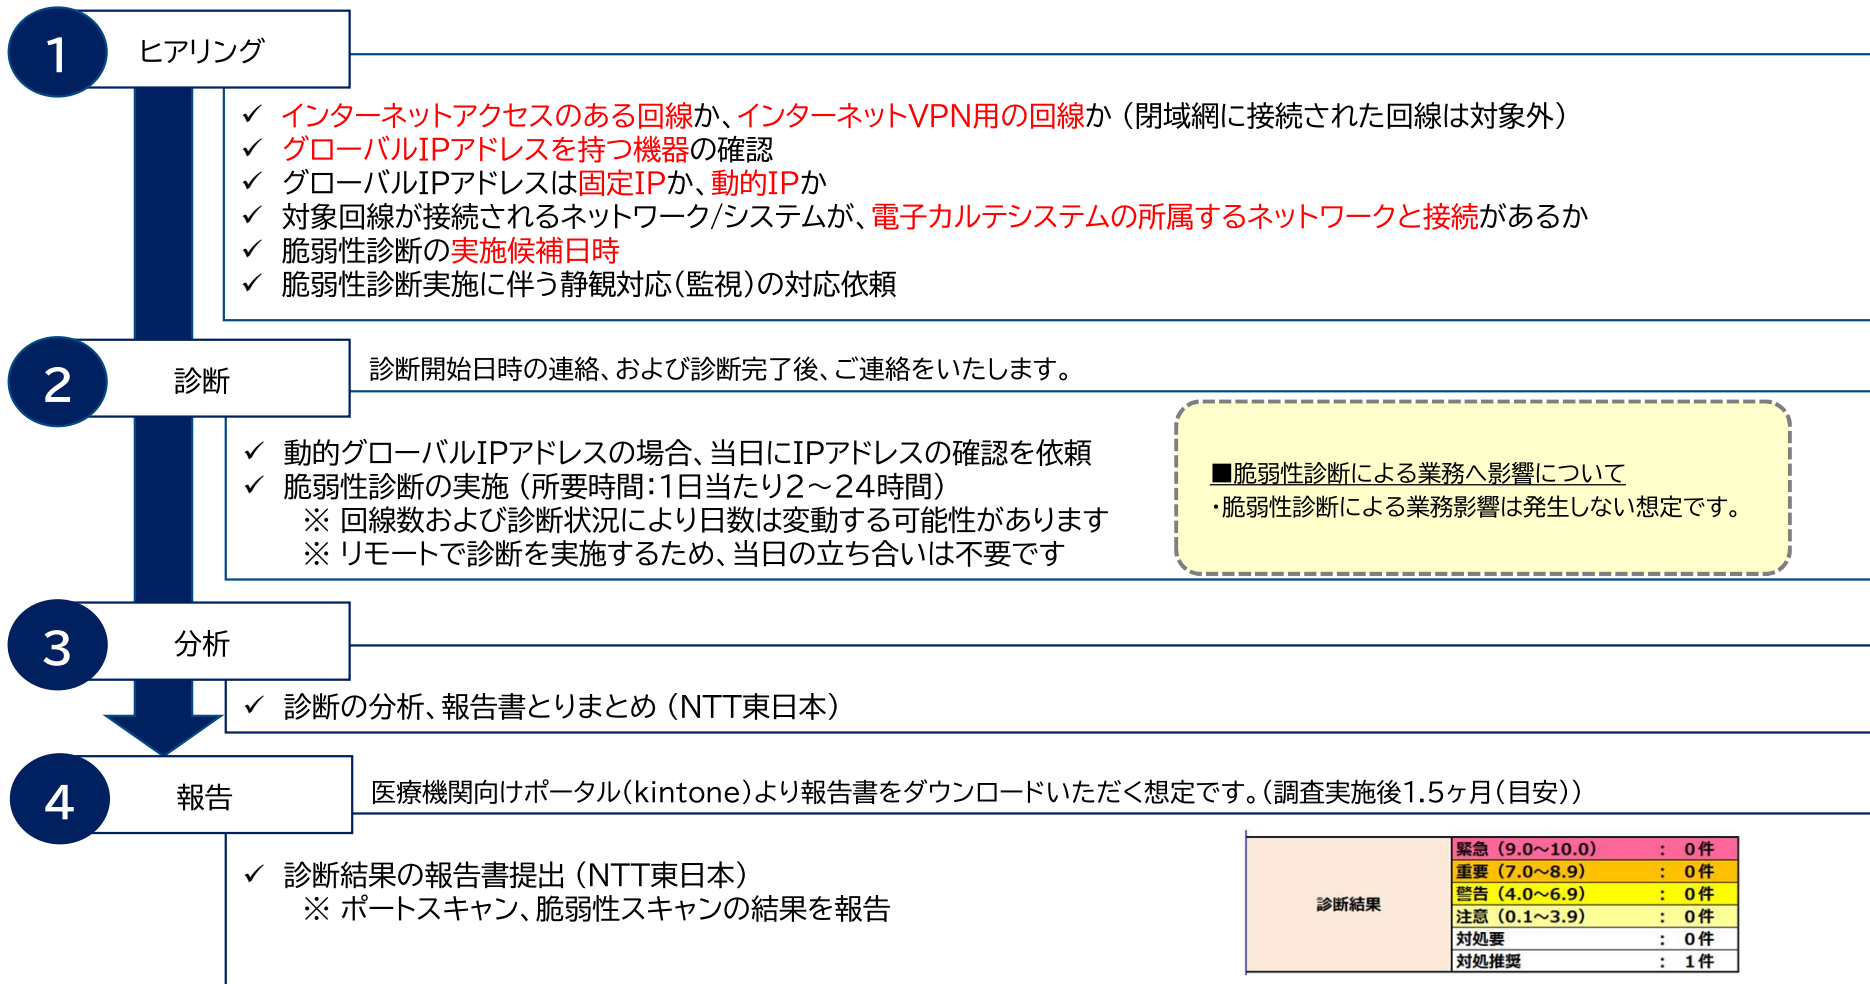 1
ヒアリング
✓ インターネットアクセスのある回線か、インターネットVPN用の回線か（閉域網に接続された回線は対象外）
✓ グローバルIPアドレスを持つ機器の確認
✓ グローバルIPアドレスは固定IPか、動的IPか
✓ 対象回線が接続されるネットワーク/システムが、電子カルテシステムの所属するネットワークと接続があるか
✓ 脆弱性診断の実施候補日時
✓ 脆弱性診断実施に伴う静観対応（監視）の対応依頼
2
診断
診断開始日時の連絡、および診断完了後、ご連絡をいたします。
✓ 動的グローバルIPアドレスの場合、当日にIPアドレスの確認を依頼
✓ 脆弱性診断の実施（所要時間：1日当たり2～24時間）
※ 回線数および診断状況により日数は変動する可能性があります
※ リモートで診断を実施するため、当日の立ち合いは不要です
■脆弱性診断による業務へ影響について
・脆弱性診断による業務影響は発生しない想定です。
3
分析
✓ 診断の分析、報告書とりまとめ（NTT東日本）
4
報告
医療機関向けポータル（kintone）より報告書をダウンロードいただく想定です。（調査実施後1.5ヶ月（目安））
✓ 診断結果の報告書提出（NTT東日本）
※ ポートスキャン、脆弱性スキャンの結果を報告
診断結果
緊急（9.0～10.0） ： 0件
重要（7.0～8.9） ： 0件
警告（4.0～6.9） ： 0件
注意（0.1～3.9） ： 0件
対処要 ： 0件
対処推奨 ： 1件